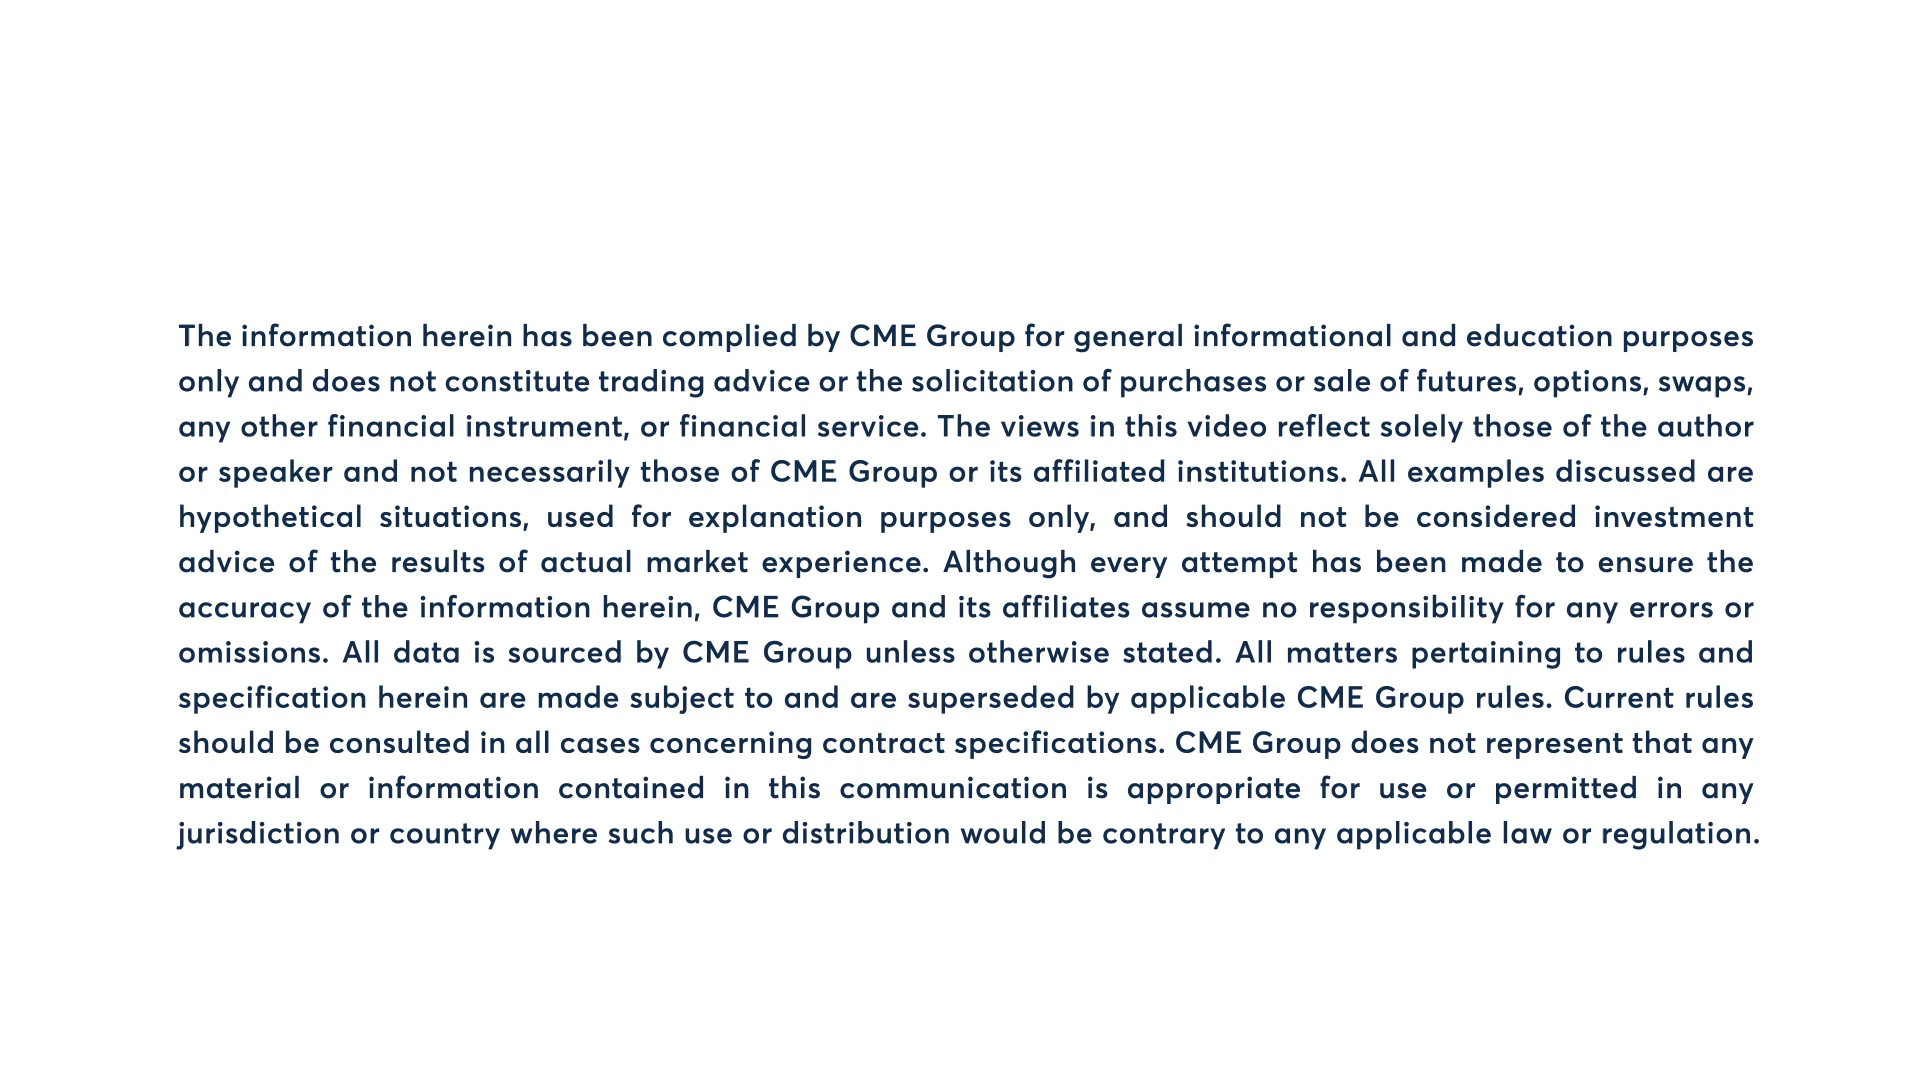 The information herein has been complied by CME Group for general informational and education purposes
only and does not constitute trading advice or the solicitation of purchases or sale of futures, options, swaps,
any other financial instrument, or financial service. The views in this video reflect solely those of the author
or speaker and not necessarily those of CME Group or its affiliated institutions. All examples discussed are
hypothetical situations, used for explanation purposes only, and should not be considered investment
advice of the results of actual market experience. Although every attempt has been made to ensure the
accuracy of the information herein, CME Group and its affiliates assume no responsibility for any errors or
omissions. All data is sourced by CME Group unless otherwise stated. All matters pertaining to rules and
specification herein are made subject to and are superseded by applicable CME Group rules. Current rules
should be consulted in all cases concerning contract specifications. CME Group does not represent that any
material or information contained in this communication is appropriate for use or permitted in any
jurisdiction or country where such use or distribution would be contrary to any applicable law or regulation.